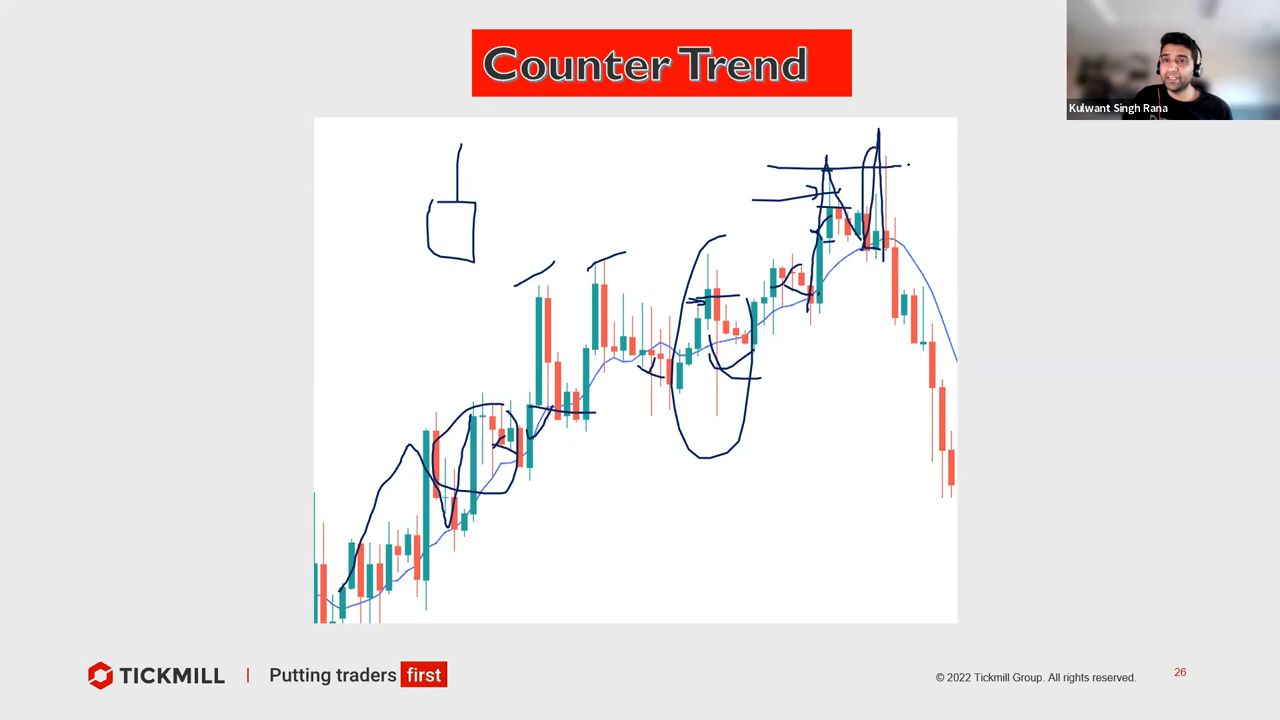 Counter Trend
Kulwant Singh Rana
TICKMILL | Putting traders first
© 2022 Tickmill Group. All rights reserved.
26